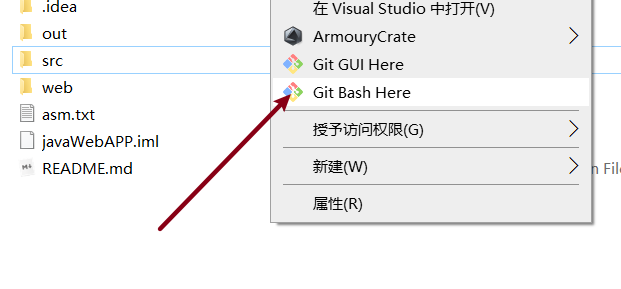 .idea
out
src
web
asm.txt
javaWebAPP.iml
README.md
在 Visual Studio 中打开(V)
ArmouryCrate
Git GUI Here
Git Bash Here
授予访问权限(G)
新建(W)
属性(R)
n File